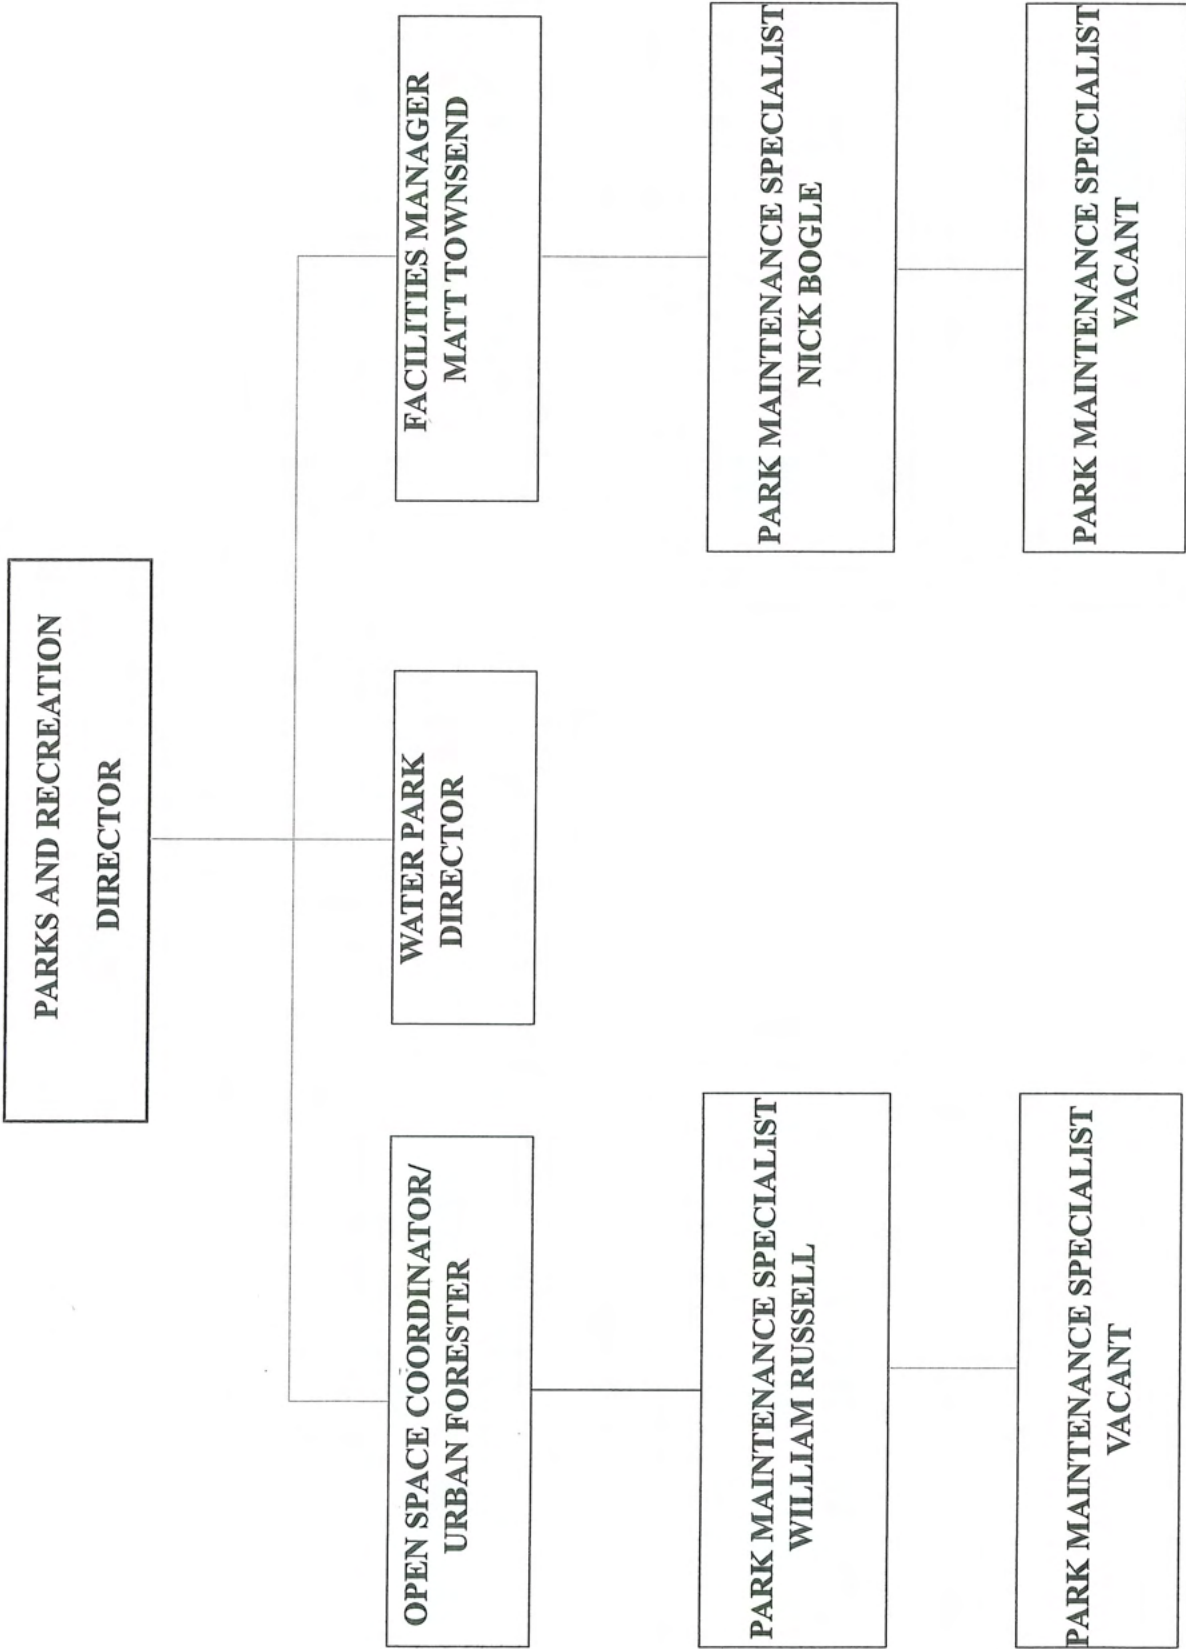 PARKS AND RECREATION
DIRECTOR
OPEN SPACE COORDINATOR/
URBAN FORESTER
WATER PARK
DIRECTOR
FACILITIES MANAGER
MATT TOWNSEND
PARK MAINTENANCE SPECIALIST
WILLIAM RUSSELL
PARK MAINTENANCE SPECIALIST
NICK BOGLE
PARK MAINTENANCE SPECIALIST
VACANT
PARK MAINTENANCE SPECIALIST
VACANT